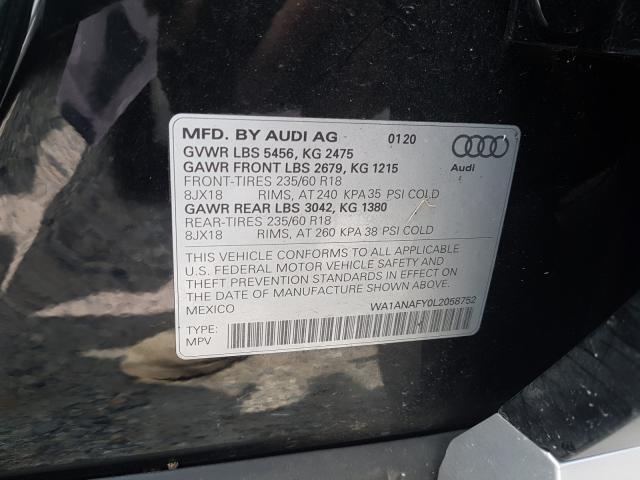 MFD. BY AUDI AG 0120
GVWR LBS 5456, KG 2475
GAWR FRONT LBS 2679, KG 1215
FRONT-TIRES 235/60 R18
8JX18 RIMS, AT 240 KPA 35 PSI COLD
GAWR REAR LBS 3042, KG 1380
REAR-TIRES 235/60 R18
8JX18 RIMS, AT 260 KPA 38 PSI COLD
Audi
THIS VEHICLE CONFORMS TO ALL APPLICABLE
U.S. FEDERAL MOTOR VEHICLE SAFETY AND
THEFT PREVENTION STANDARDS IN EFFECT ON
THE DATE OF MANUFACTURE SHOWN ABOVE.
MEXICO
WA1ANAFY0L2058752
TYPE:
MPV